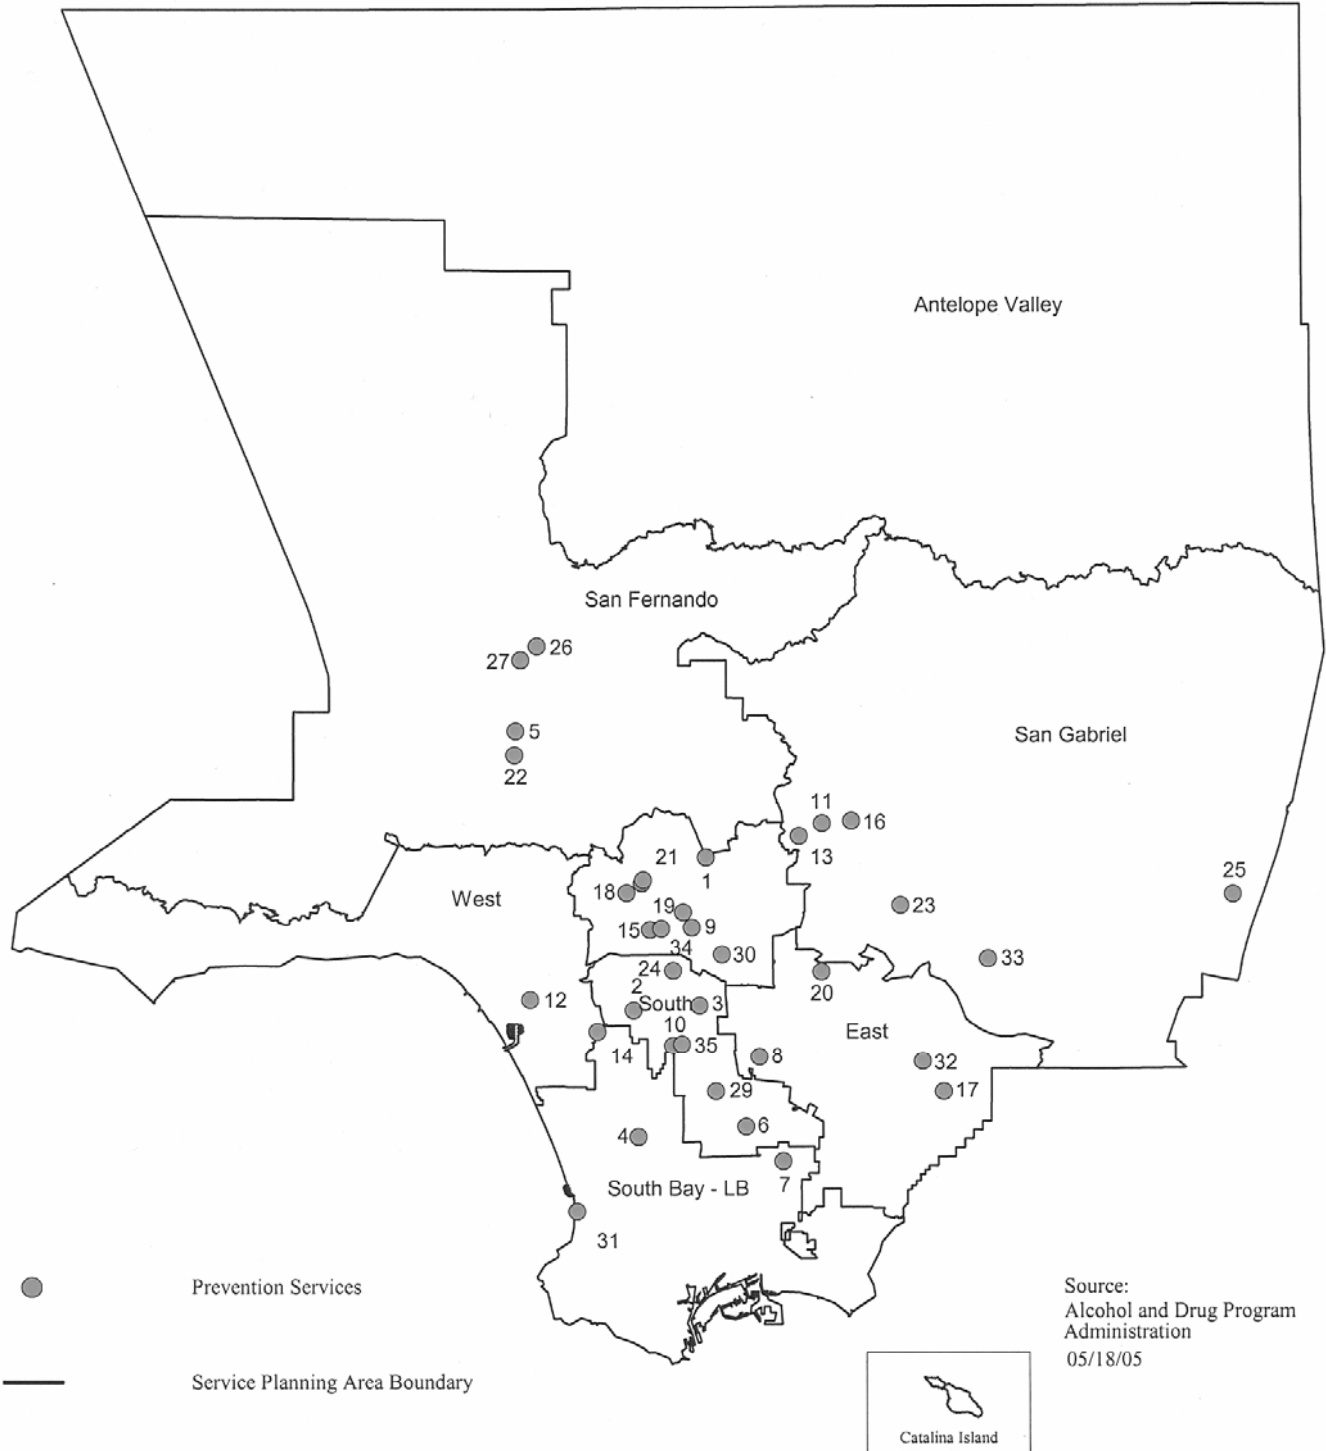 Antelope Valley
San Fernando
26
27
5
San Gabriel
22
11
16
13
21
1
25
West
18
19
23
15
9
34
30
33
24
20
2
12
South
3
10
East
14
35
8
32
29
17
6
4
7
South Bay - LB
31
Prevention Services
Source:
Alcohol and Drug Program
Administration
05/18/05
Service Planning Area Boundary
Catalina Island